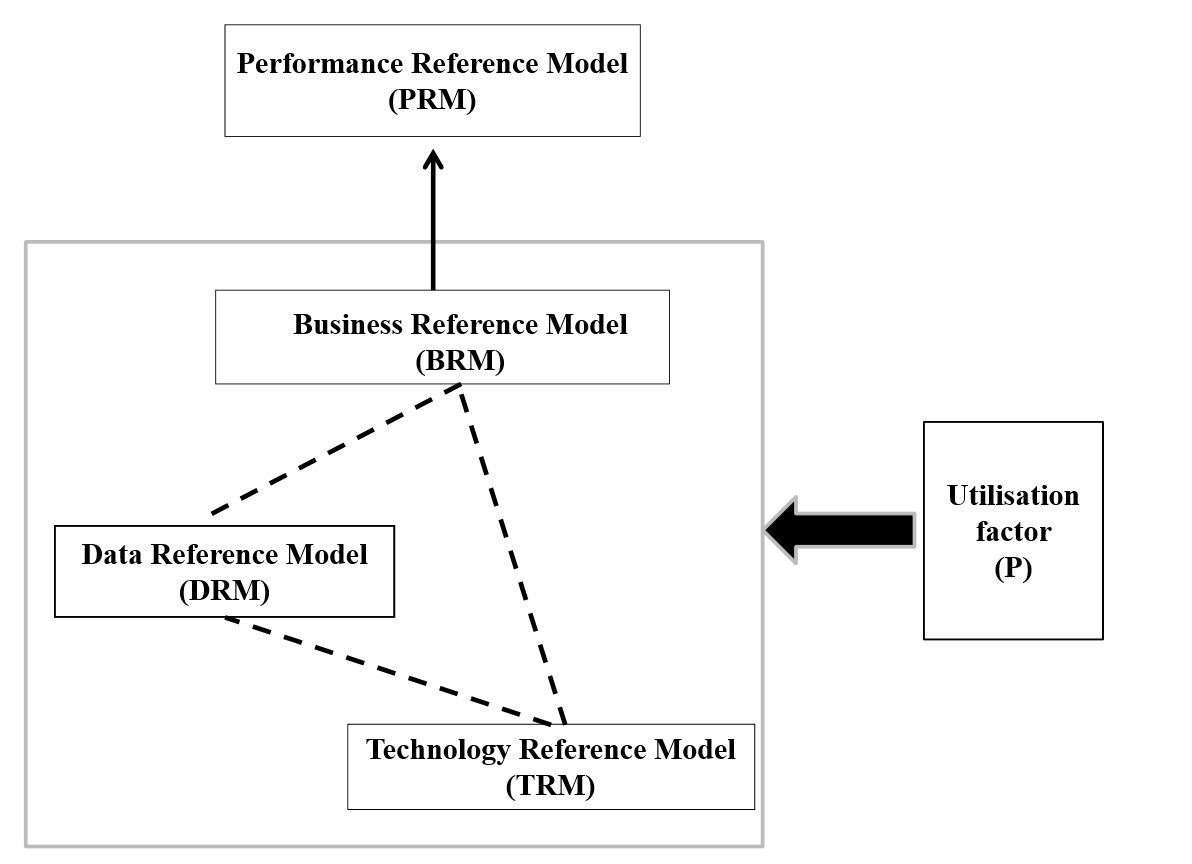 Performance Reference Model
(PRM)
Business Reference Model
(BRM)
Data Reference Model
(DRM)
Utilisation
factor
(P)
Technology Reference Model
(TRM)